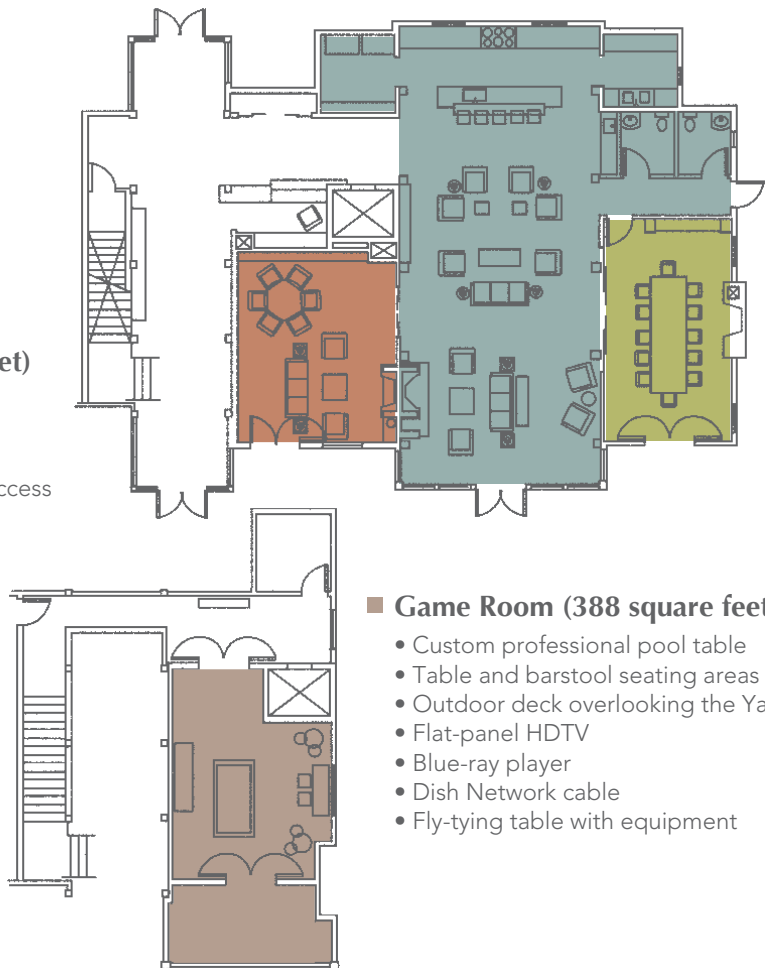 et)
ccess
Game Room (388 square feet
• Custom professional pool table
• Table and barstool seating areas
• Outdoor deck overlooking the Ya
• Flat-panel HDTV
• Blue-ray player
• Dish Network cable
• Fly-tying table with equipment